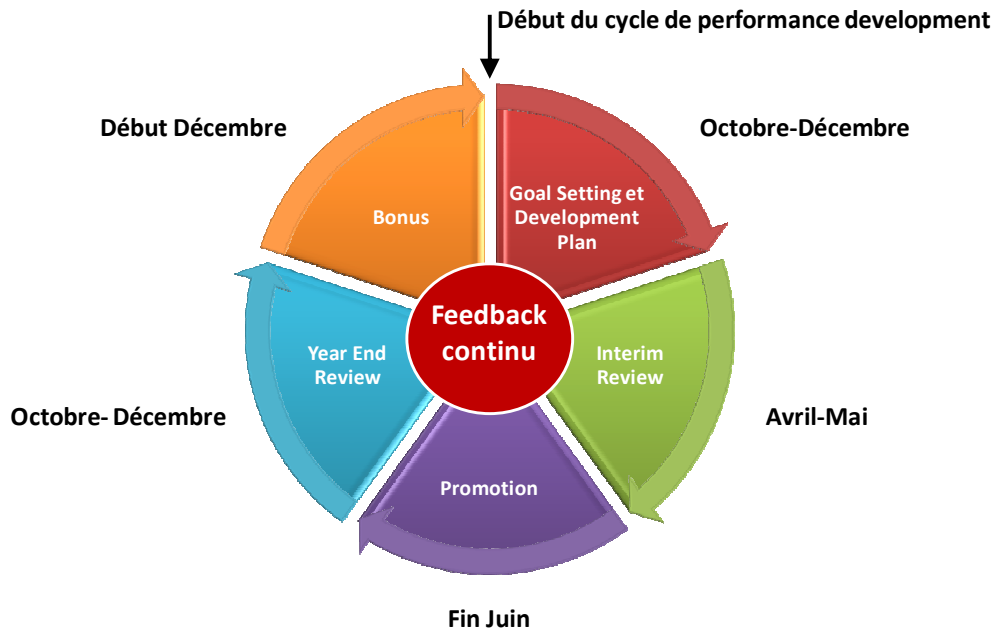 Début du cycle de performance development
Début Décembre
Octobre-Décembre
Bonus
Goal Setting et
Development
Plan
Feedback
continu
Year End
Review
Interim
Review
Octobre- Décembre
Avril-Mai
Promotion
Fin Juin